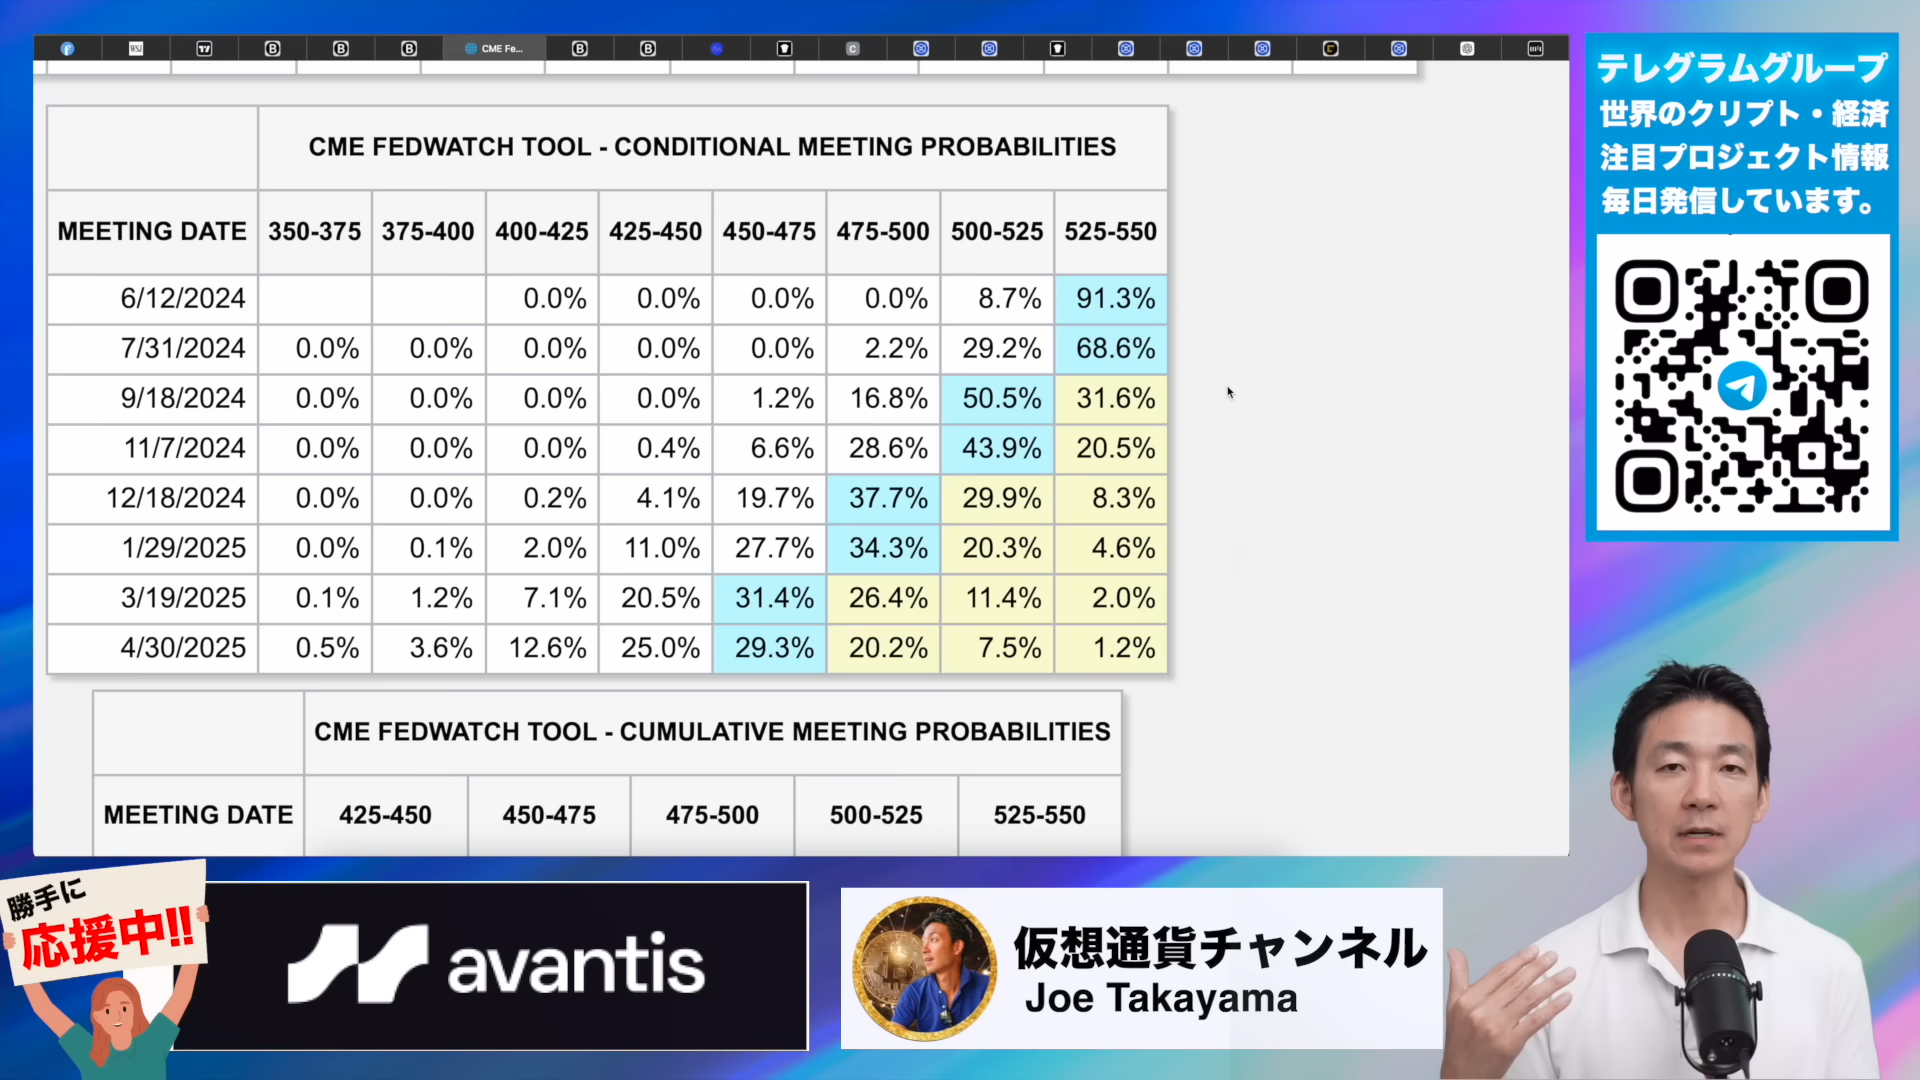 WSJ
CME Fe...
CME FEDWATCH TOOL - CONDITIONAL MEETING PROBABILITIES
MEETING DATE 350-375 375-400 400-425 425-450 450-475 475-500 500-525 525-550
6/12/2024 0.0% 0.0% 0.0% 0.0% 8.7% 91.3%
7/31/2024 0.0% 0.0% 0.0% 0.0% 0.0% 2.2% 29.2% 68.6%
9/18/2024 0.0% 0.0% 0.0% 0.0% 1.2% 16.8% 50.5% 31.6%
11/7/2024 0.0% 0.0% 0.0% 0.4% 6.6% 28.6% 43.9% 20.5%
12/18/2024 0.0% 0.0% 0.2% 4.1% 19.7% 37.7% 29.9% 8.3%
1/29/2025 0.0% 0.1% 2.0% 11.0% 27.7% 34.3% 20.3% 4.6%
3/19/2025 0.1% 1.2% 7.1% 20.5% 31.4% 26.4% 11.4% 2.0%
4/30/2025 0.5% 3.6% 12.6% 25.0% 29.3% 20.2% 7.5% 1.2%
CME FEDWATCH TOOL - CUMULATIVE MEETING PROBABILITIES
MEETING DATE 425-450 450-475 475-500 500-525 525-550
テレグラムグループ
世界のクリプト・経済
注目プロジェクト情報
毎日発信しています。
勝手に
応援中!!
avantis
仮想通貨チャンネル
Joe Takayama